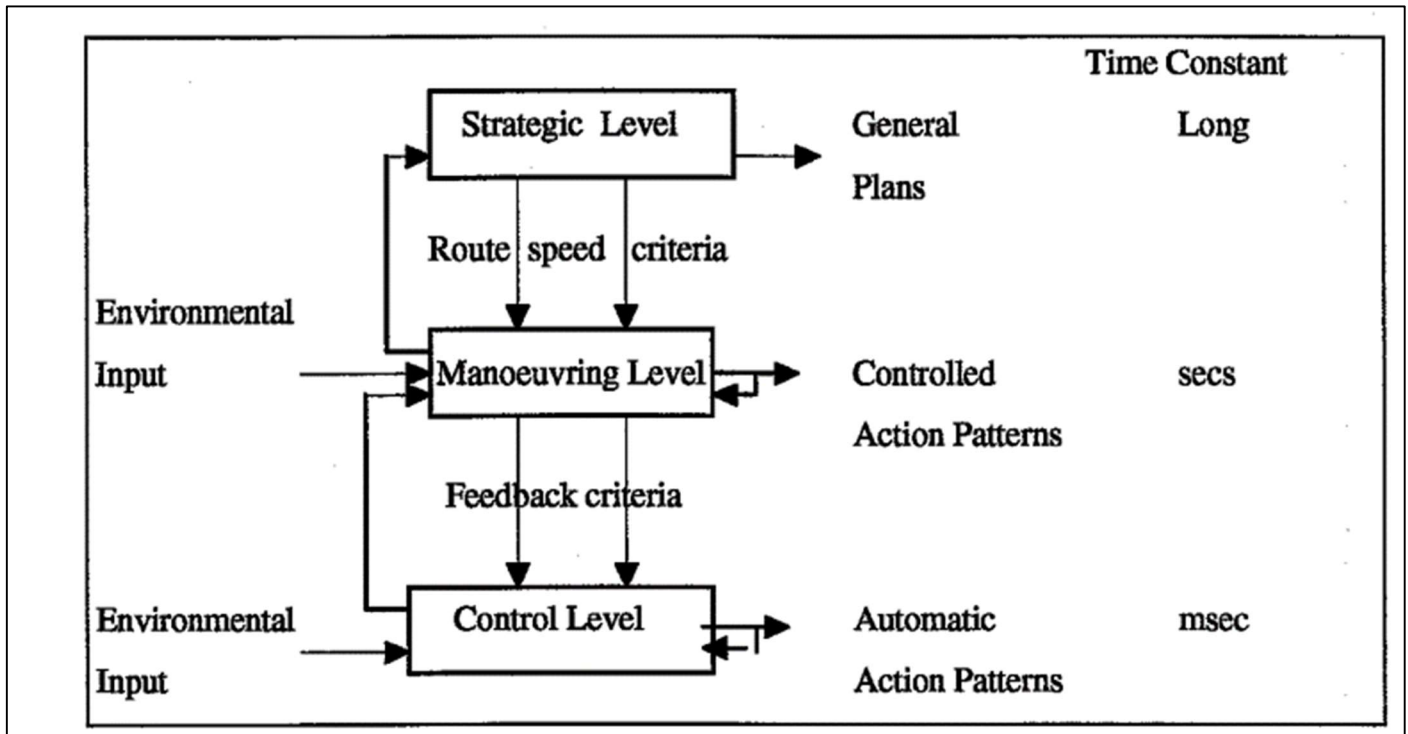 Time Constant
Strategic Level
General
Long
Plans
Route speed criteria
Environmental
Input
Manoeuvring Level
Controlled
secs
Action Patterns
Feedback criteria
Environmental
Control Level
Automatic
msec
Input
Action Patterns